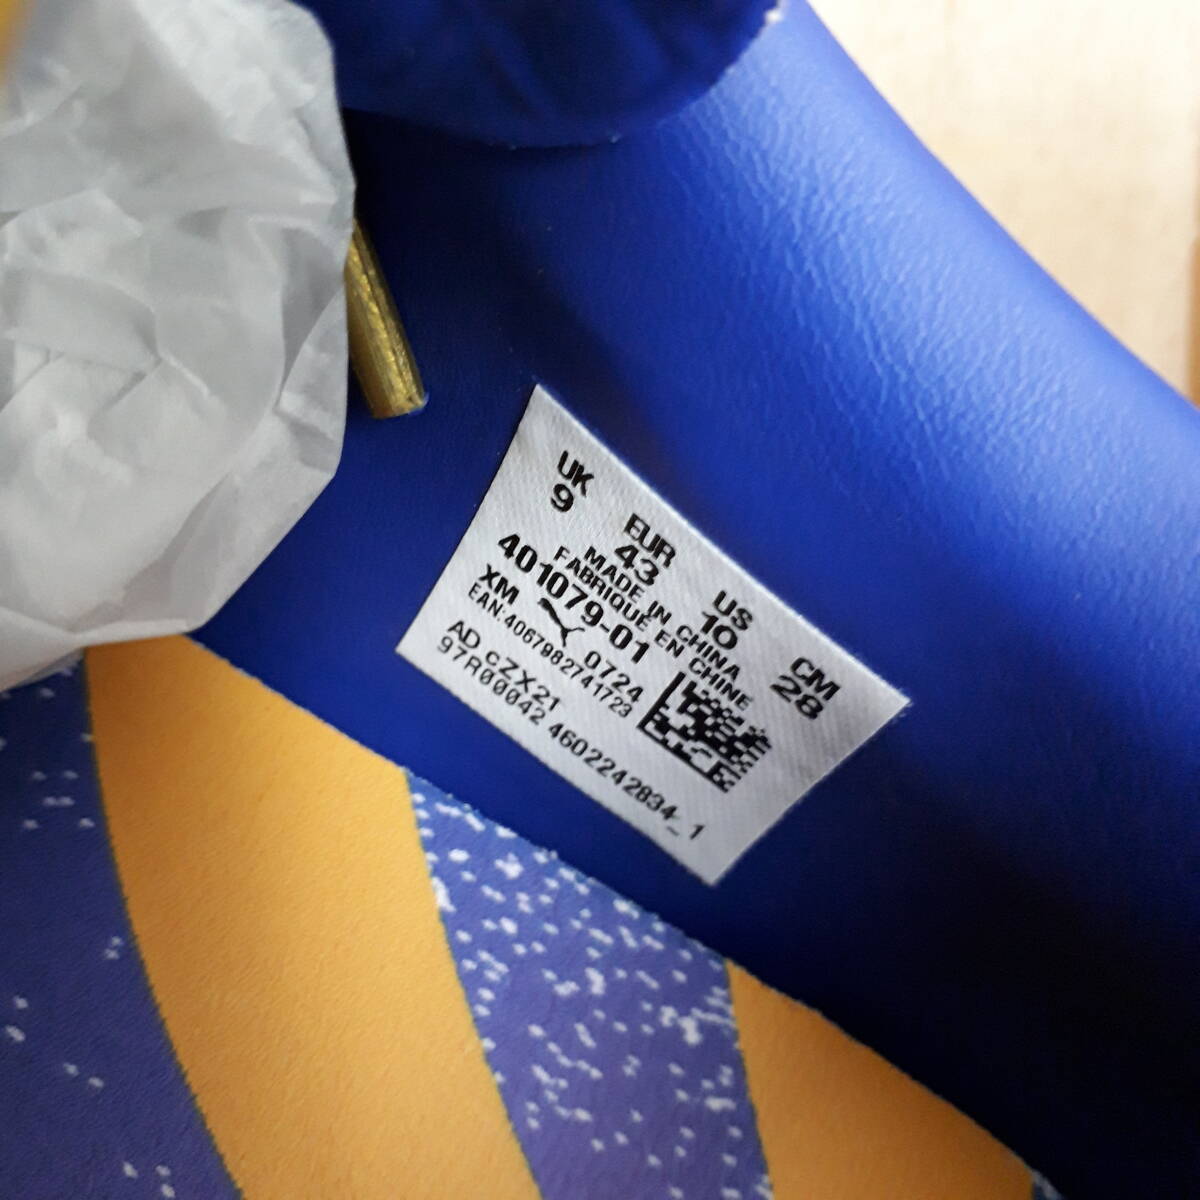 UK EUR US CM
9 43 10 28
MADE IN CHINA
FABRIQUÉ EN CHINE
401079-01
XM 0724
EAN:4067982741723
AD cZX21
97R00042 4602242834_1